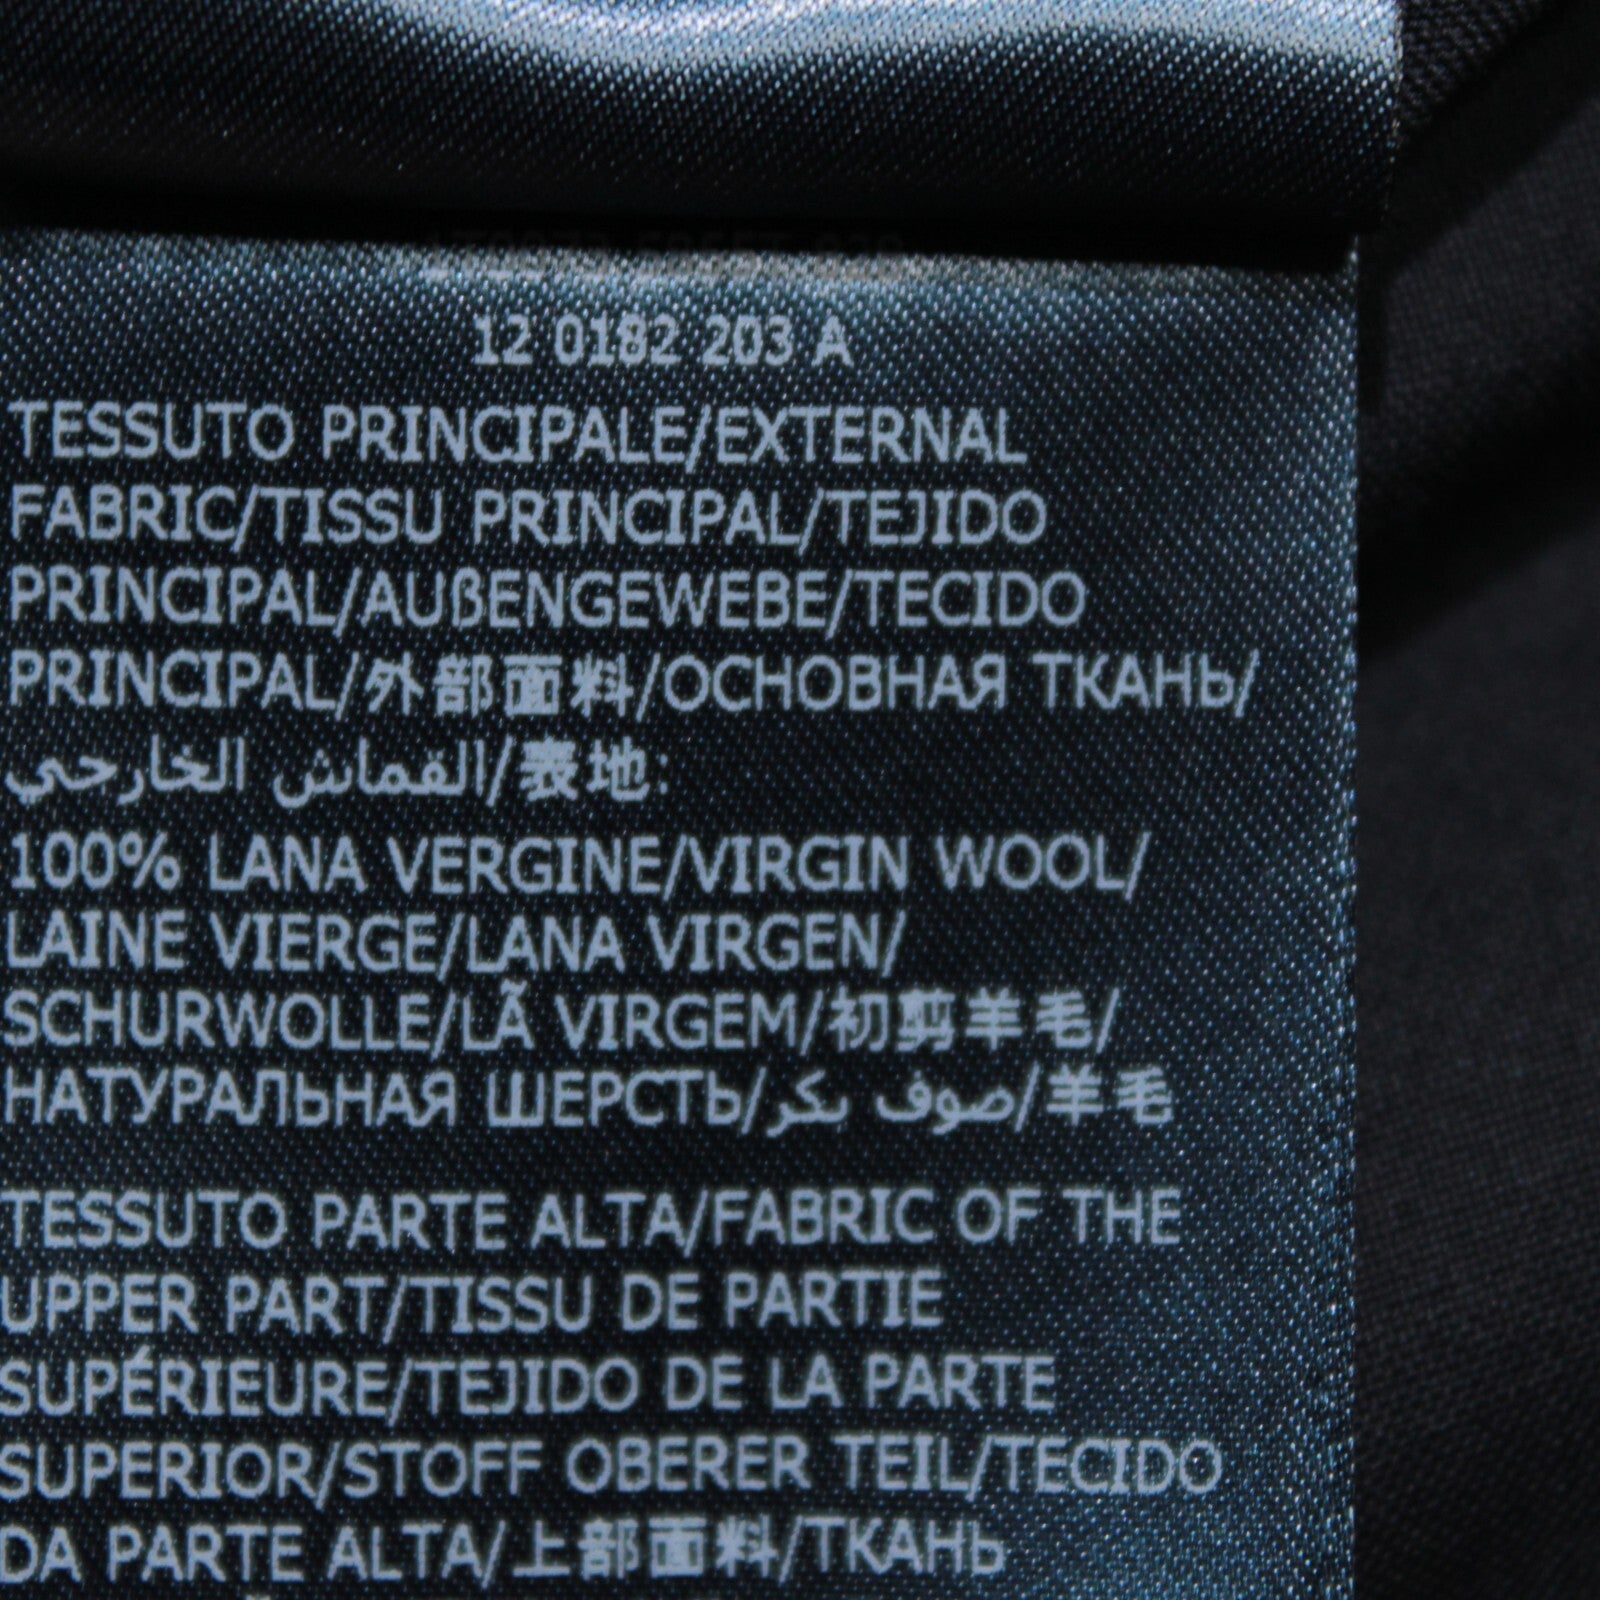 12 0182 203 A
TESSUTO PRINCIPALE/EXTERNAL
FABRIC/TISSU PRINCIPAL/TEJIDO
PRINCIPAL/AUßENGEWEBE/TECIDO
PRINCIPAL/外部面料/ОСНОВНАЯ ТКАНЬ/
القماش الخارجي/表地:
100% LANA VERGINE/VIRGIN WOOL/
LAINE VIERGE/LANA VIRGEN/
SCHURWOLLE/LÃ VIRGEM/初剪羊毛/
НАТУРАЛЬНАЯ ШЕРСТЬ/صوف بكر/羊毛
TESSUTO PARTE ALTA/FABRIC OF THE
UPPER PART/TISSU DE PARTIE
SUPÉRIEURE/TEJIDO DE LA PARTE
SUPERIOR/STOFF OBERER TEIL/TECIDO
DA PARTE ALTA/上部面料/ТКАНЬ